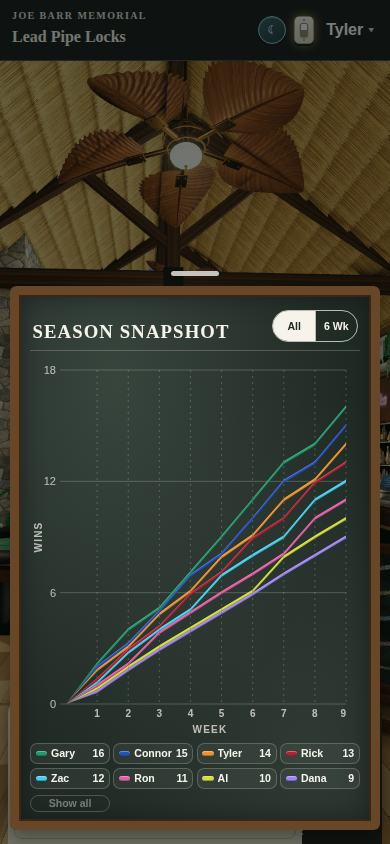 JOE BARR MEMORIAL
Lead Pipe Locks
Tyler
SEASON SNAPSHOT
All
6 Wk
18
12
6
0
WINS
1 2 3 4 5 6 7 8 9
WEEK
Gary 16
Connor 15
Tyler 14
Rick 13
Zac 12
Ron 11
Al 10
Dana 9
Show all